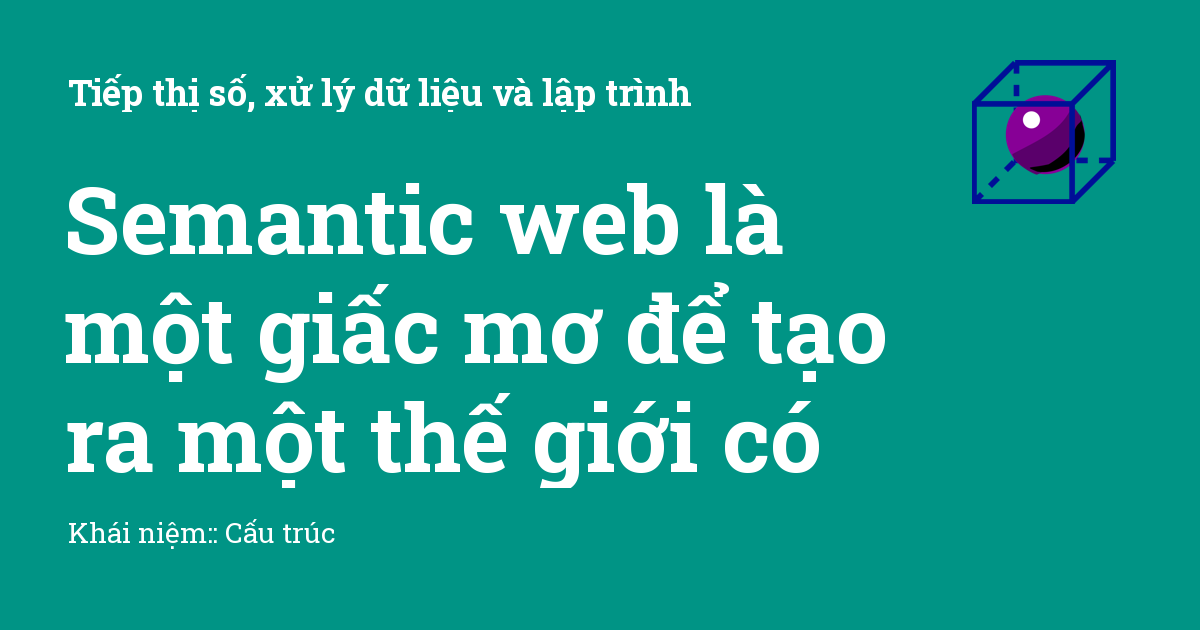 Tiếp thị số, xử lý dữ liệu và lập trình
Semantic web là
một giấc mơ để tạo
ra một thế giới có
Khái niệm:: Cấu trúc